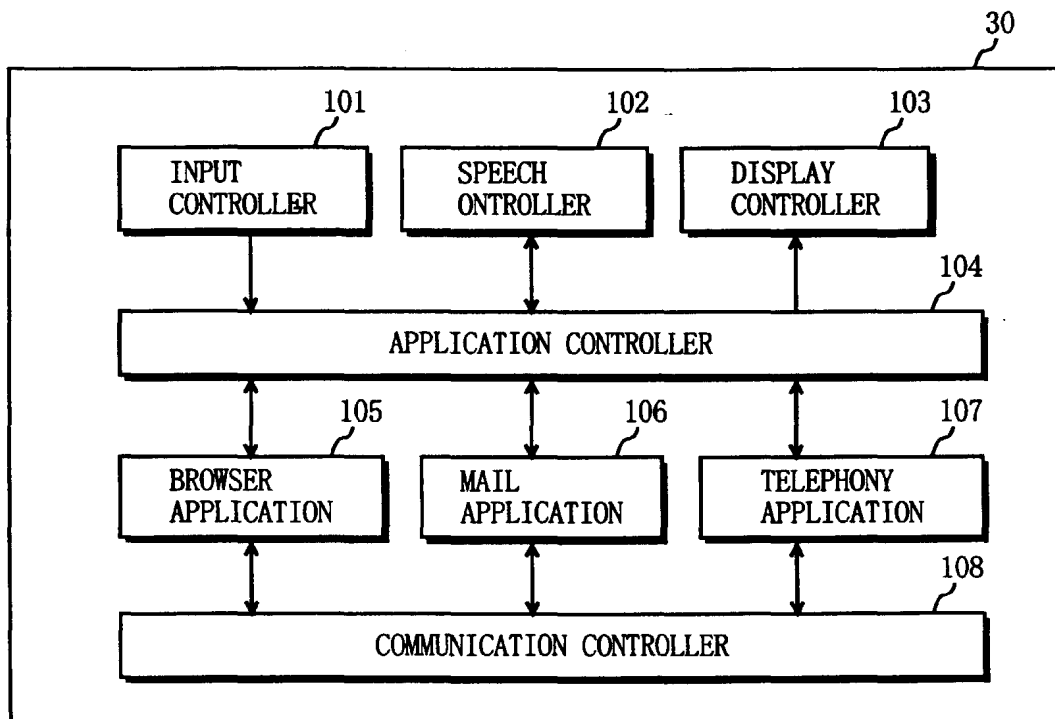 30
101
102
103
INPUT
CONTROLLER
SPEECH
ONTROLLER
DISPLAY
CONTROLLER
104
APPLICATION CONTROLLER
105
106
107
BROWSER
APPLICATION
MAIL
APPLICATION
TELEPHONY
APPLICATION
108
COMMUNICATION CONTROLLER